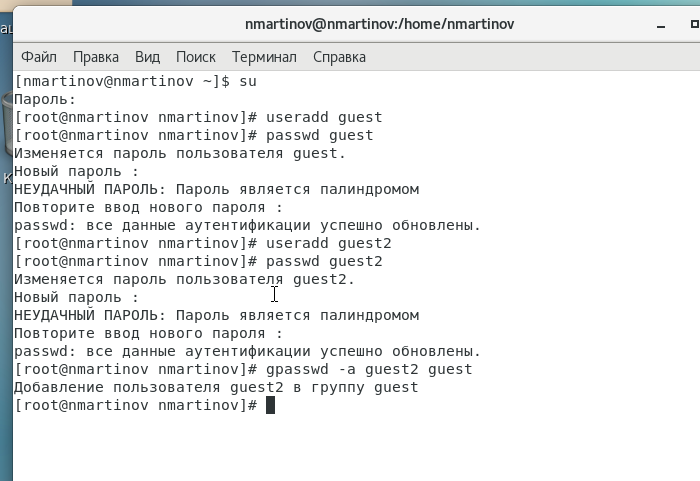 nmartinov@nmartinov:/home/nmartinov
Файл Правка Вид Поиск Терминал Справка
[nmartinov@nmartinov ~]$ su
Пароль:
[root@nmartinov nmartinov]# useradd guest
[root@nmartinov nmartinov]# passwd guest
Изменяется пароль пользователя guest.
Новый пароль :
НЕУДАЧНЫЙ ПАРОЛЬ: Пароль является палиндромом
Повторите ввод нового пароля :
passwd: все данные аутентификации успешно обновлены.
[root@nmartinov nmartinov]# useradd guest2
[root@nmartinov nmartinov]# passwd guest2
Изменяется пароль пользователя guest2.
Новый пароль :
НЕУДАЧНЫЙ ПАРОЛЬ: Пароль является палиндромом
Повторите ввод нового пароля :
passwd: все данные аутентификации успешно обновлены.
[root@nmartinov nmartinov]# gpasswd -a guest2 guest
Добавление пользователя guest2 в группу guest
[root@nmartinov nmartinov]#